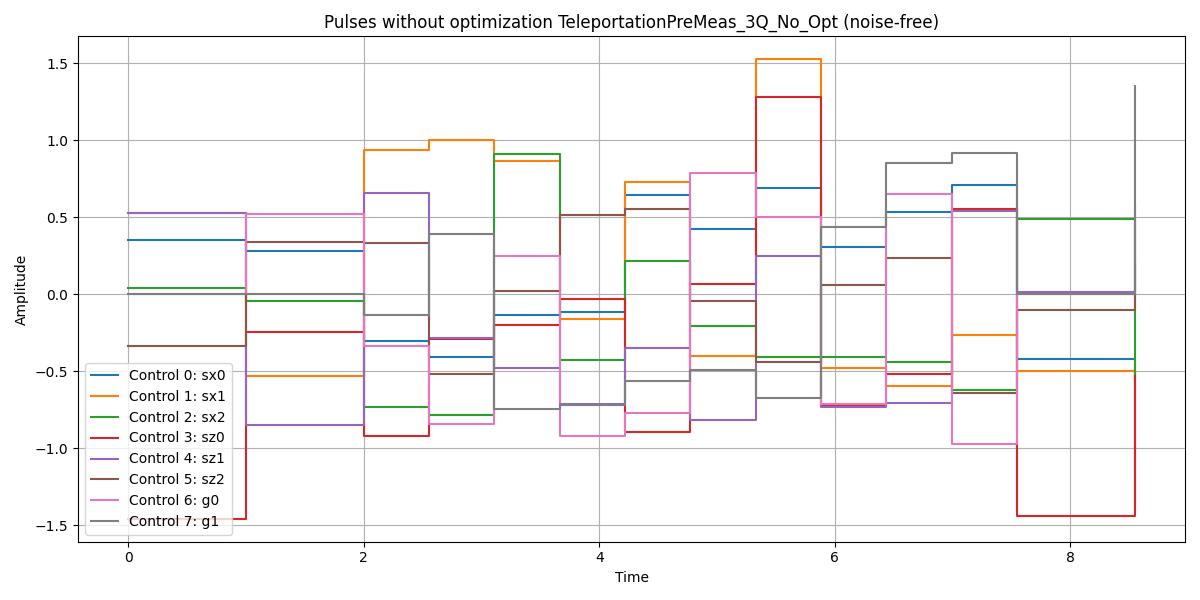 Pulses without optimization TeleportationPreMeas_3Q_No_Opt (noise-free)
Amplitude
1.5
1.0
0.5
0.0
−0.5
−1.0
−1.5
Control 0: sx0
Control 1: sx1
Control 2: sx2
Control 3: sz0
Control 4: sz1
Control 5: sz2
Control 6: g0
Control 7: g1
0
2
4
6
8
Time